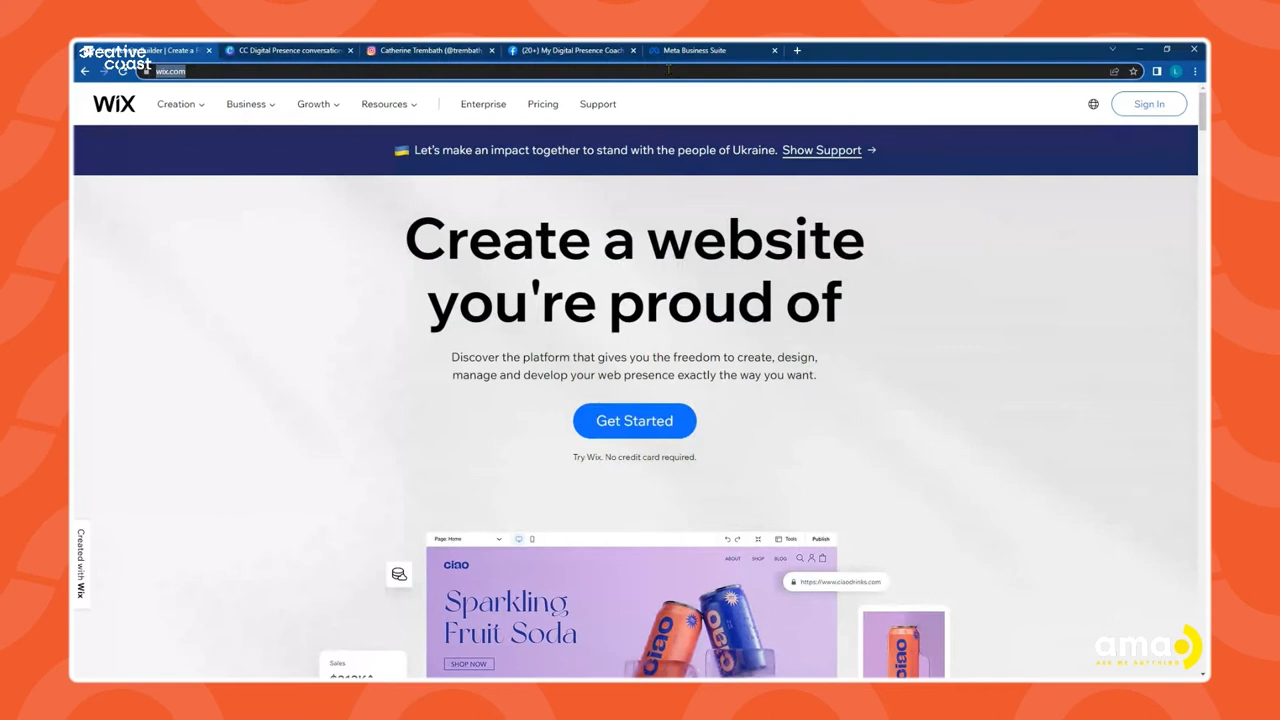 creative
coast
Builder | Create a F
CC Digital Presence conversation
Catherine Trembath (@trembath
(20+) My Digital Presence Coach
Meta Business Suite
wix.com
L
WiX
Creation
Business
Growth
Resources
Enterprise
Pricing
Support
Sign In
Let's make an impact together to stand with the people of Ukraine. Show Support →
Create a website
you're proud of
Discover the platform that gives you the freedom to create, design,
manage and develop your web presence exactly the way you want.
Get Started
Try Wix. No credit card required.
Created with Wix
Page: Home
Tools
Publish
ciao
ABOUT
SHOP
BLOG
https://www.ciaodrinks.com
Sparkling
Fruit Soda
SHOP NOW
ciao
ciao
ciao
Sales
ama
ASK ME ANYTHING